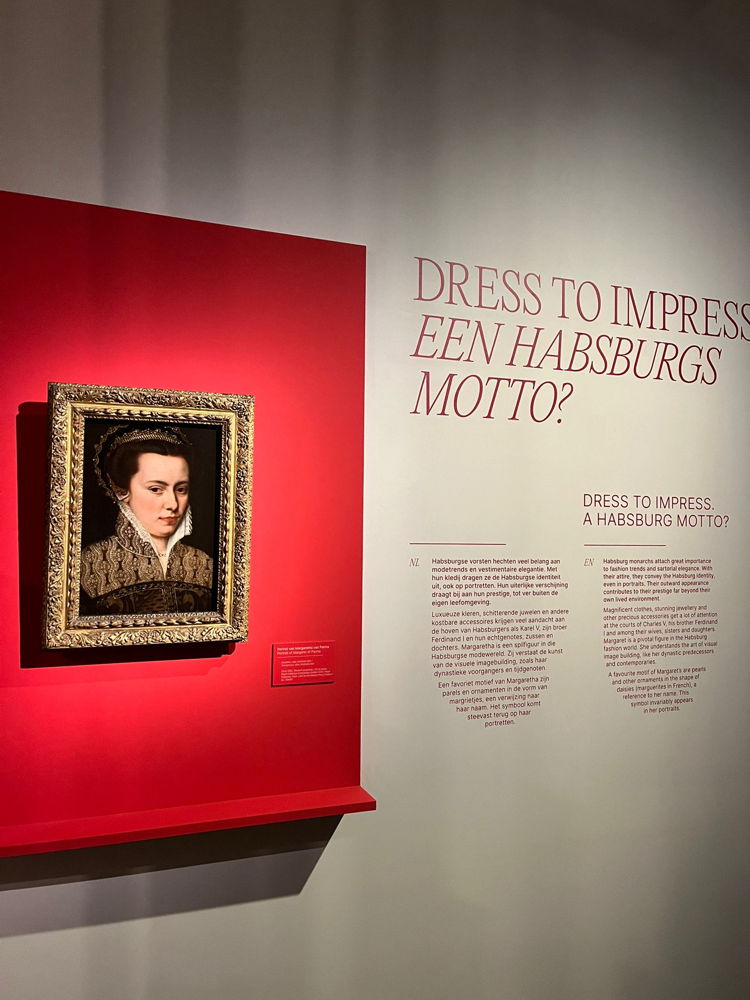 DRESS TO IMPRESS
EEN HABSBURGS
MOTTO?
DRESS TO IMPRESS.
A HABSBURG MOTTO?
NL
Habsburgse vorsten hechten veel belang aan
modetrends en vestimentaire elegantie. Met
hun kledij dragen ze de Habsburgse identiteit
uit, ook op portretten. Hun uiterlijke verschijning
draagt bij aan hun prestige, tot ver buiten de
eigen leefomgeving.
Luxueuze kleren, schitterende juwelen en andere
kostbare accessoires krijgen veel aandacht aan
de hoven van Habsburgers als Karel V, zijn broer
Ferdinand I en hun echtgenotes, zussen en
dochters. Margaretha is een spilfiguur in die
Habsburgse modewereld. Zij verstaat de kunst
van de visuele imagebuilding, zoals haar
dynastieke voorgangers en tijdgenoten.
Een favoriet motief van Margaretha zijn
parels en ornamenten in de vorm van
margrietjes, een verwijzing naar
haar naam. Het symbool komt
steevast terug op haar
portretten.
EN
Habsburg monarchs attach great importance
to fashion trends and sartorial elegance. With
their attire, they convey the Habsburg identity,
even in portraits. Their outward appearance
contributes to their prestige far beyond their
own lived environment.
Magnificent clothes, stunning jewellery and
other precious accessories get a lot of attention
at the courts of Charles V, his brother Ferdinand
I and among their wives, sisters and daughters.
Margaret is a pivotal figure in the Habsburg
fashion world. She understands the art of visual
image building, like her dynastic predecessors
and contemporaries.
A favourite motif of Margaret's are pearls
and other ornaments in the shape of
daisies (marguerites in French), a
reference to her name. This
symbol invariably appears
in her portraits.
Portret van Margaretha van Parma
Portrait of Margaret of Parma